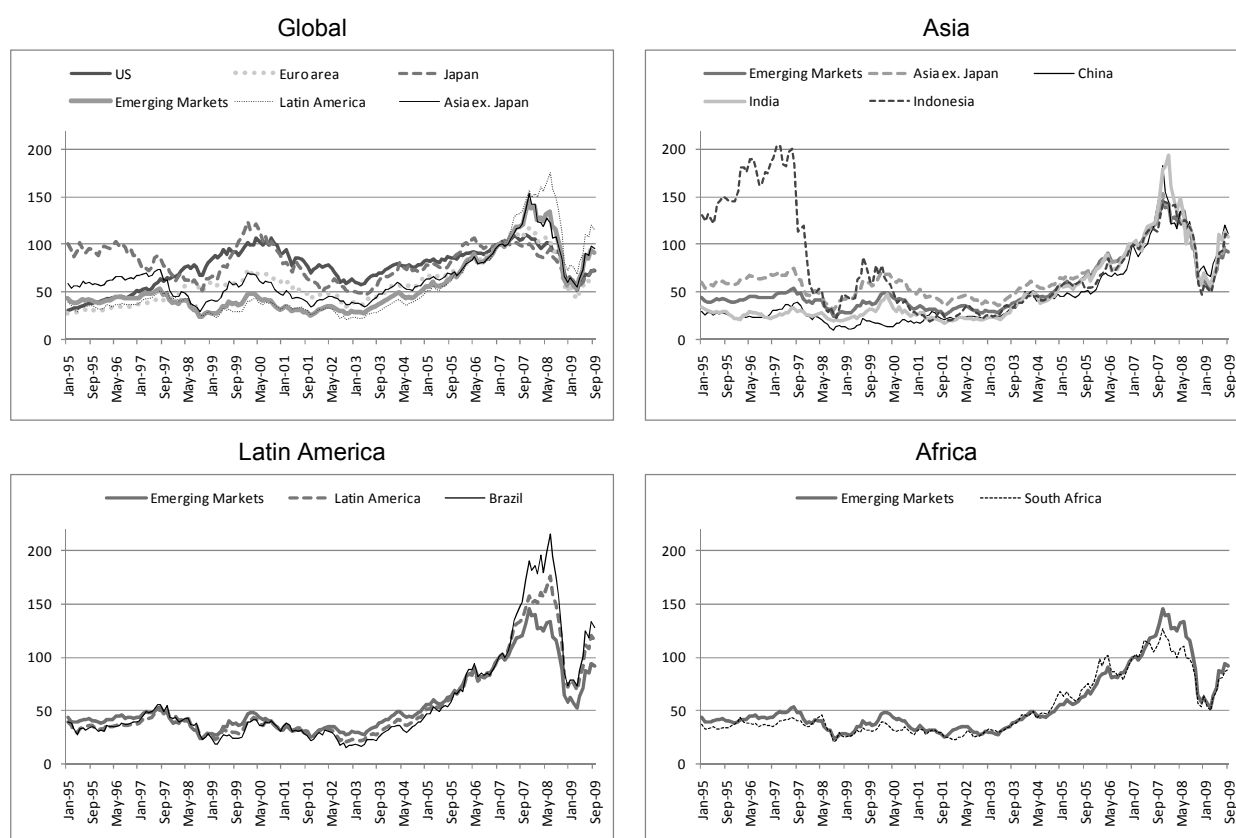 Global
US Euro area Japan
Emerging Markets Latin America Asia ex. Japan
200
150
100
50
0
Jan-95 Sep-95 May-96 Jan-97 Sep-97 May-98 Jan-99 Sep-99 May-00 Jan-01 Sep-01 May-02 Jan-03 Sep-03 May-04 Jan-05 Sep-05 May-06 Jan-07 Sep-07 May-08 Jan-09 Sep-09
Asia
Emerging Markets Asia ex. Japan China
India Indonesia
200
150
100
50
0
Jan-95 Sep-95 May-96 Jan-97 Sep-97 May-98 Jan-99 Sep-99 May-00 Jan-01 Sep-01 May-02 Jan-03 Sep-03 May-04 Jan-05 Sep-05 May-06 Jan-07 Sep-07 May-08 Jan-09 Sep-09
Latin America
Emerging Markets Latin America Brazil
200
150
100
50
0
Jan-95 Sep-95 May-96 Jan-97 Sep-97 May-98 Jan-99 Sep-99 May-00 Jan-01 Sep-01 May-02 Jan-03 Sep-03 May-04 Jan-05 Sep-05 May-06 Jan-07 Sep-07 May-08 Jan-09 Sep-09
Africa
Emerging Markets South Africa
200
150
100
50
0
Jan-95 Sep-95 May-96 Jan-97 Sep-97 May-98 Jan-99 Sep-99 May-00 Jan-01 Sep-01 May-02 Jan-03 Sep-03 May-04 Jan-05 Sep-05 May-06 Jan-07 Sep-07 May-08 Jan-09 Sep-09